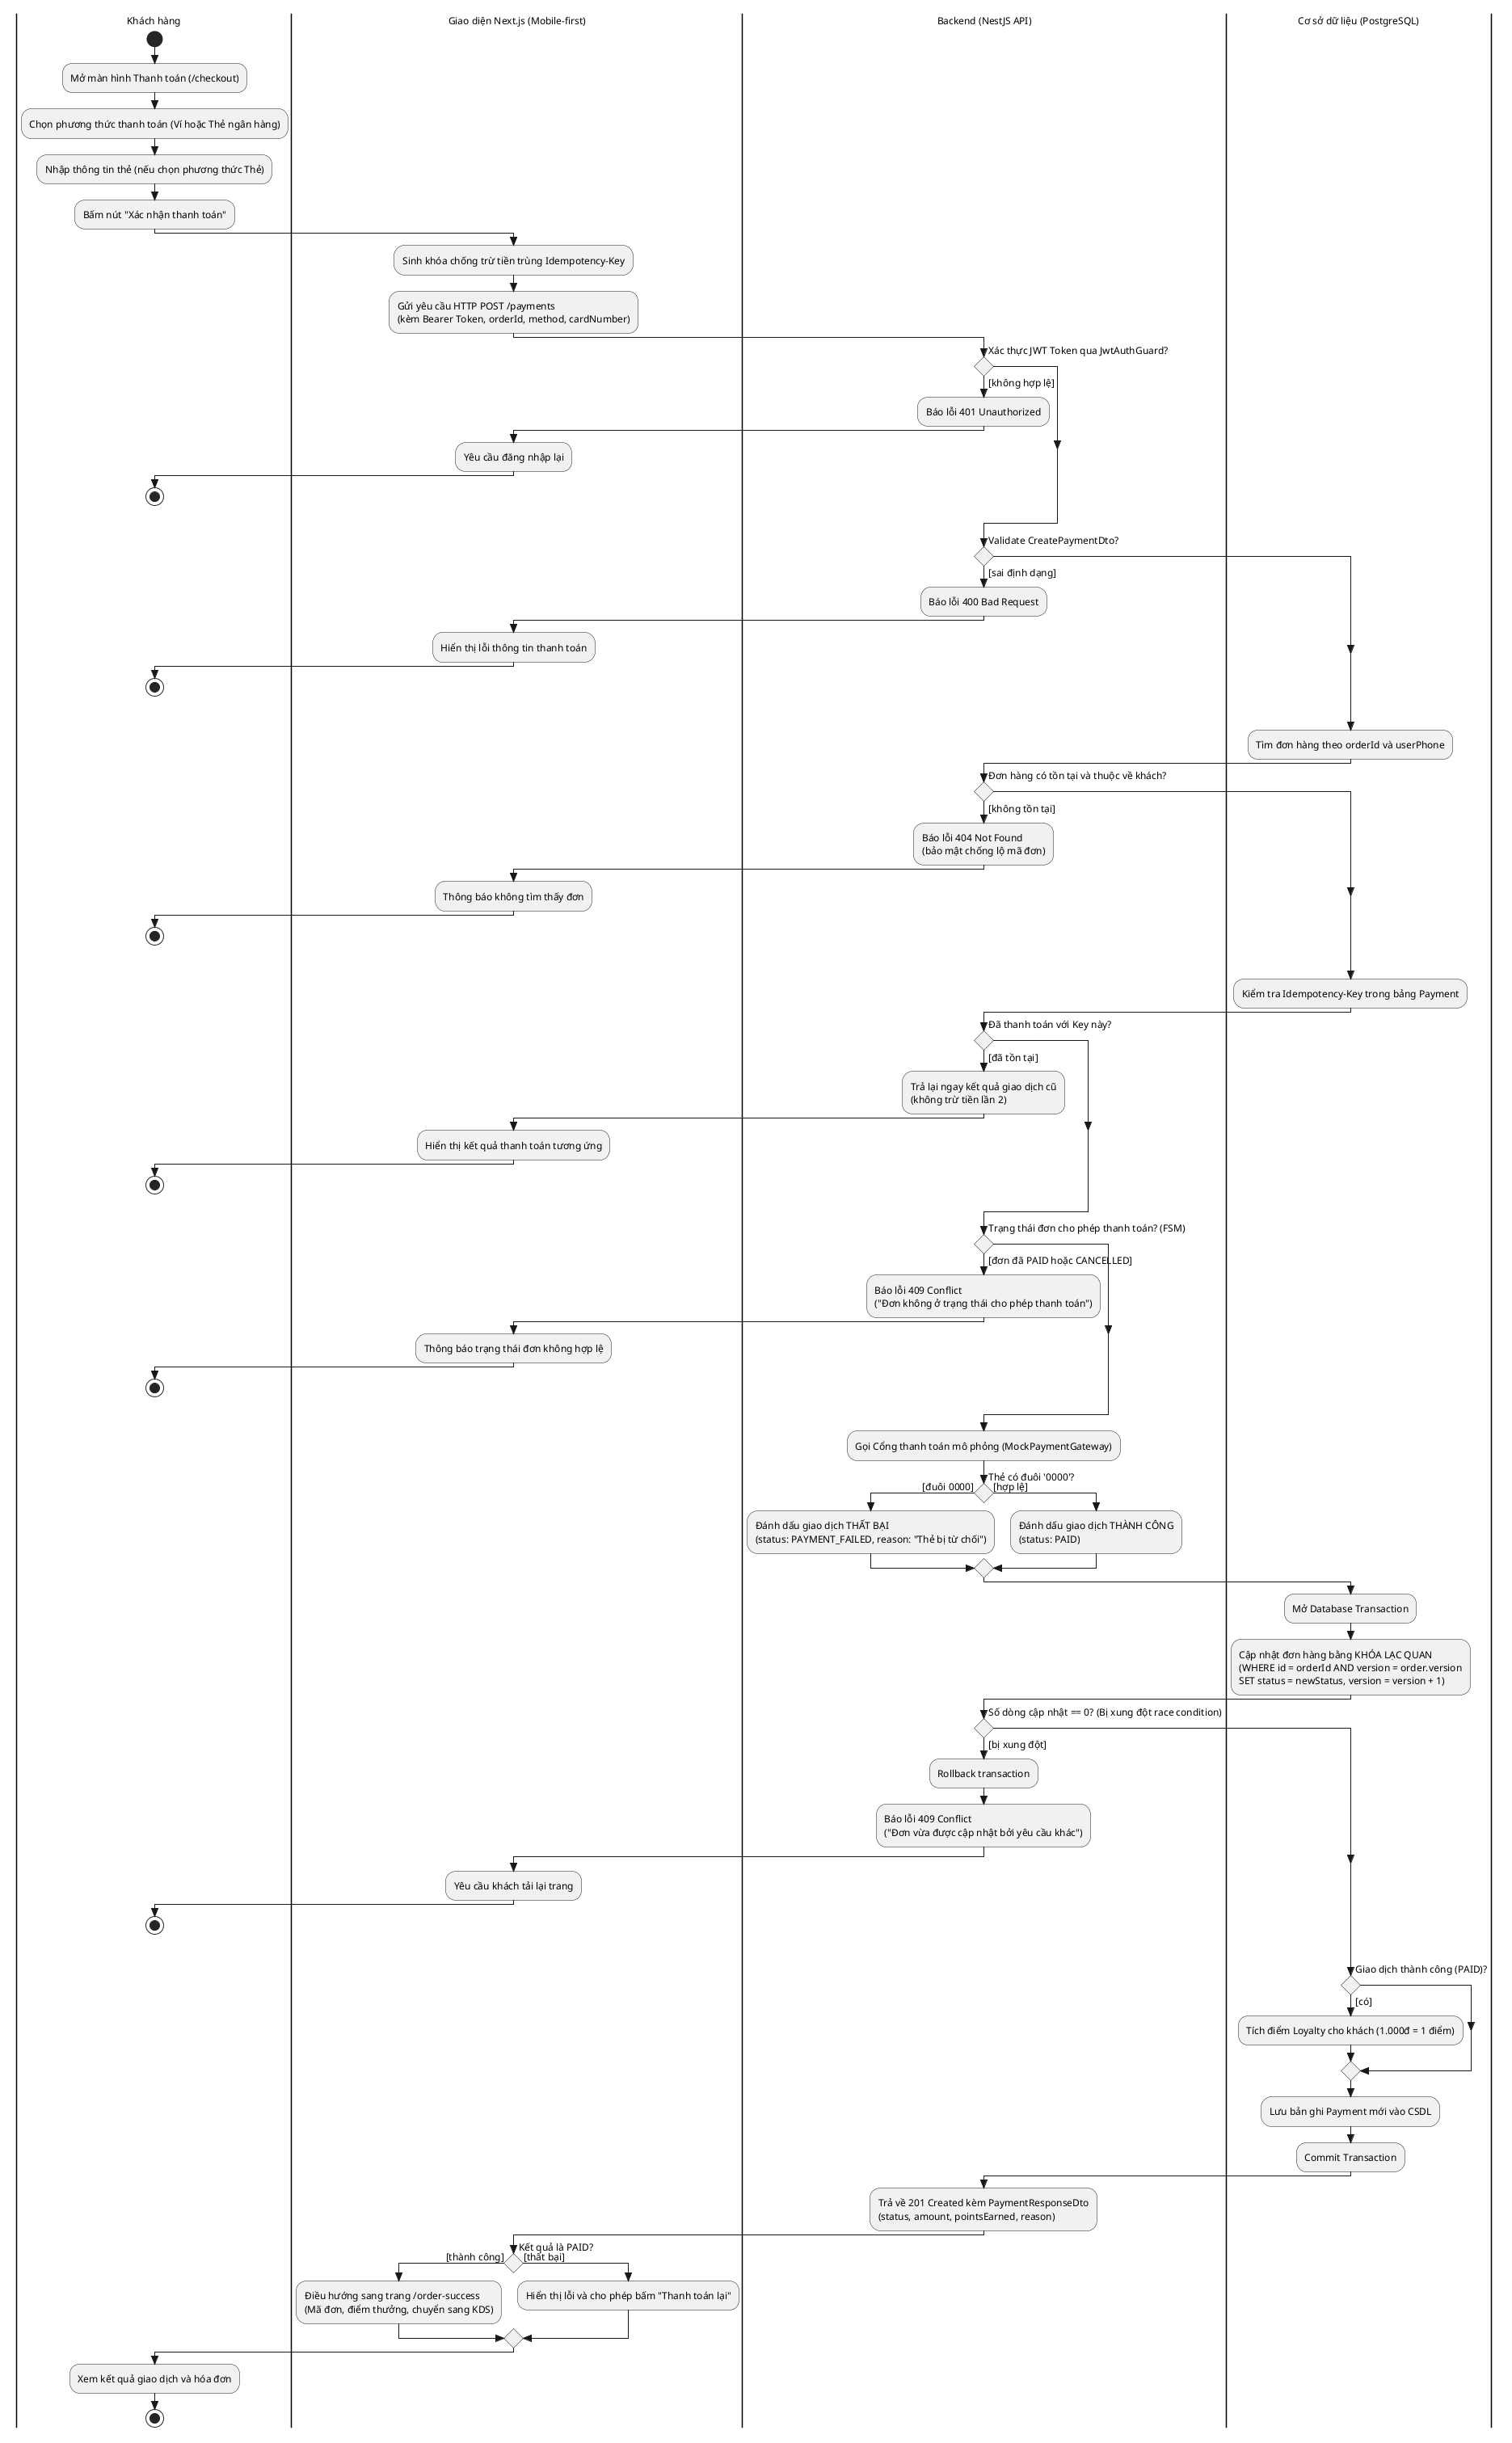 Khách hàng
Giao diện Next.js (Mobile-first)
Backend (NestJS API)
Cơ sở dữ liệu (PostgreSQL)
Mở màn hình Thanh toán (/checkout)
Chọn phương thức thanh toán (Ví hoặc Thẻ ngân hàng)
Nhập thông tin thẻ (nếu chọn phương thức Thẻ)
Bấm nút "Xác nhận thanh toán"
Sinh khóa chống trừ tiền trùng Idempotency-Key
Gửi yêu cầu HTTP POST /payments
(kèm Bearer Token, orderId, method, cardNumber)
Xác thực JWT Token qua JwtAuthGuard?
[không hợp lệ]
Báo lỗi 401 Unauthorized
Yêu cầu đăng nhập lại
Validate CreatePaymentDto?
[sai định dạng]
Báo lỗi 400 Bad Request
Hiển thị lỗi thông tin thanh toán
Tìm đơn hàng theo orderId và userPhone
Đơn hàng có tồn tại và thuộc về khách?
[không tồn tại]
Báo lỗi 404 Not Found
(bảo mật chống lộ mã đơn)
Thông báo không tìm thấy đơn
Kiểm tra Idempotency-Key trong bảng Payment
Đã thanh toán với Key này?
[đã tồn tại]
Trả lại ngay kết quả giao dịch cũ
(không trừ tiền lần 2)
Hiển thị kết quả thanh toán tương ứng
Trạng thái đơn cho phép thanh toán? (FSM)
[đơn đã PAID hoặc CANCELLED]
Báo lỗi 409 Conflict
("Đơn không ở trạng thái cho phép thanh toán")
Thông báo trạng thái đơn không hợp lệ
Gọi Cổng thanh toán mô phỏng (MockPaymentGateway)
Thẻ có đuôi '0000'?
[đuôi 0000]
[hợp lệ]
Đánh dấu giao dịch THẤT BẠI
(status: PAYMENT_FAILED, reason: "Thẻ bị từ chối")
Đánh dấu giao dịch THÀNH CÔNG
(status: PAID)
Mở Database Transaction
Cập nhật đơn hàng bằng KHÓA LẠC QUAN
(WHERE id = orderId AND version = order.version
SET status = newStatus, version = version + 1)
Số dòng cập nhật == 0? (Bị xung đột race condition)
[bị xung đột]
Rollback transaction
Báo lỗi 409 Conflict
("Đơn vừa được cập nhật bởi yêu cầu khác")
Yêu cầu khách tải lại trang
Giao dịch thành công (PAID)?
[có]
Tích điểm Loyalty cho khách (1.000đ = 1 điểm)
Lưu bản ghi Payment mới vào CSDL
Commit Transaction
Trả về 201 Created kèm PaymentResponseDto
(status, amount, pointsEarned, reason)
Kết quả là PAID?
[thành công]
[thất bại]
Điều hướng sang trang /order-success
(Mã đơn, điểm thưởng, chuyển sang KDS)
Hiển thị lỗi và cho phép bấm "Thanh toán lại"
Xem kết quả giao dịch và hóa đơn